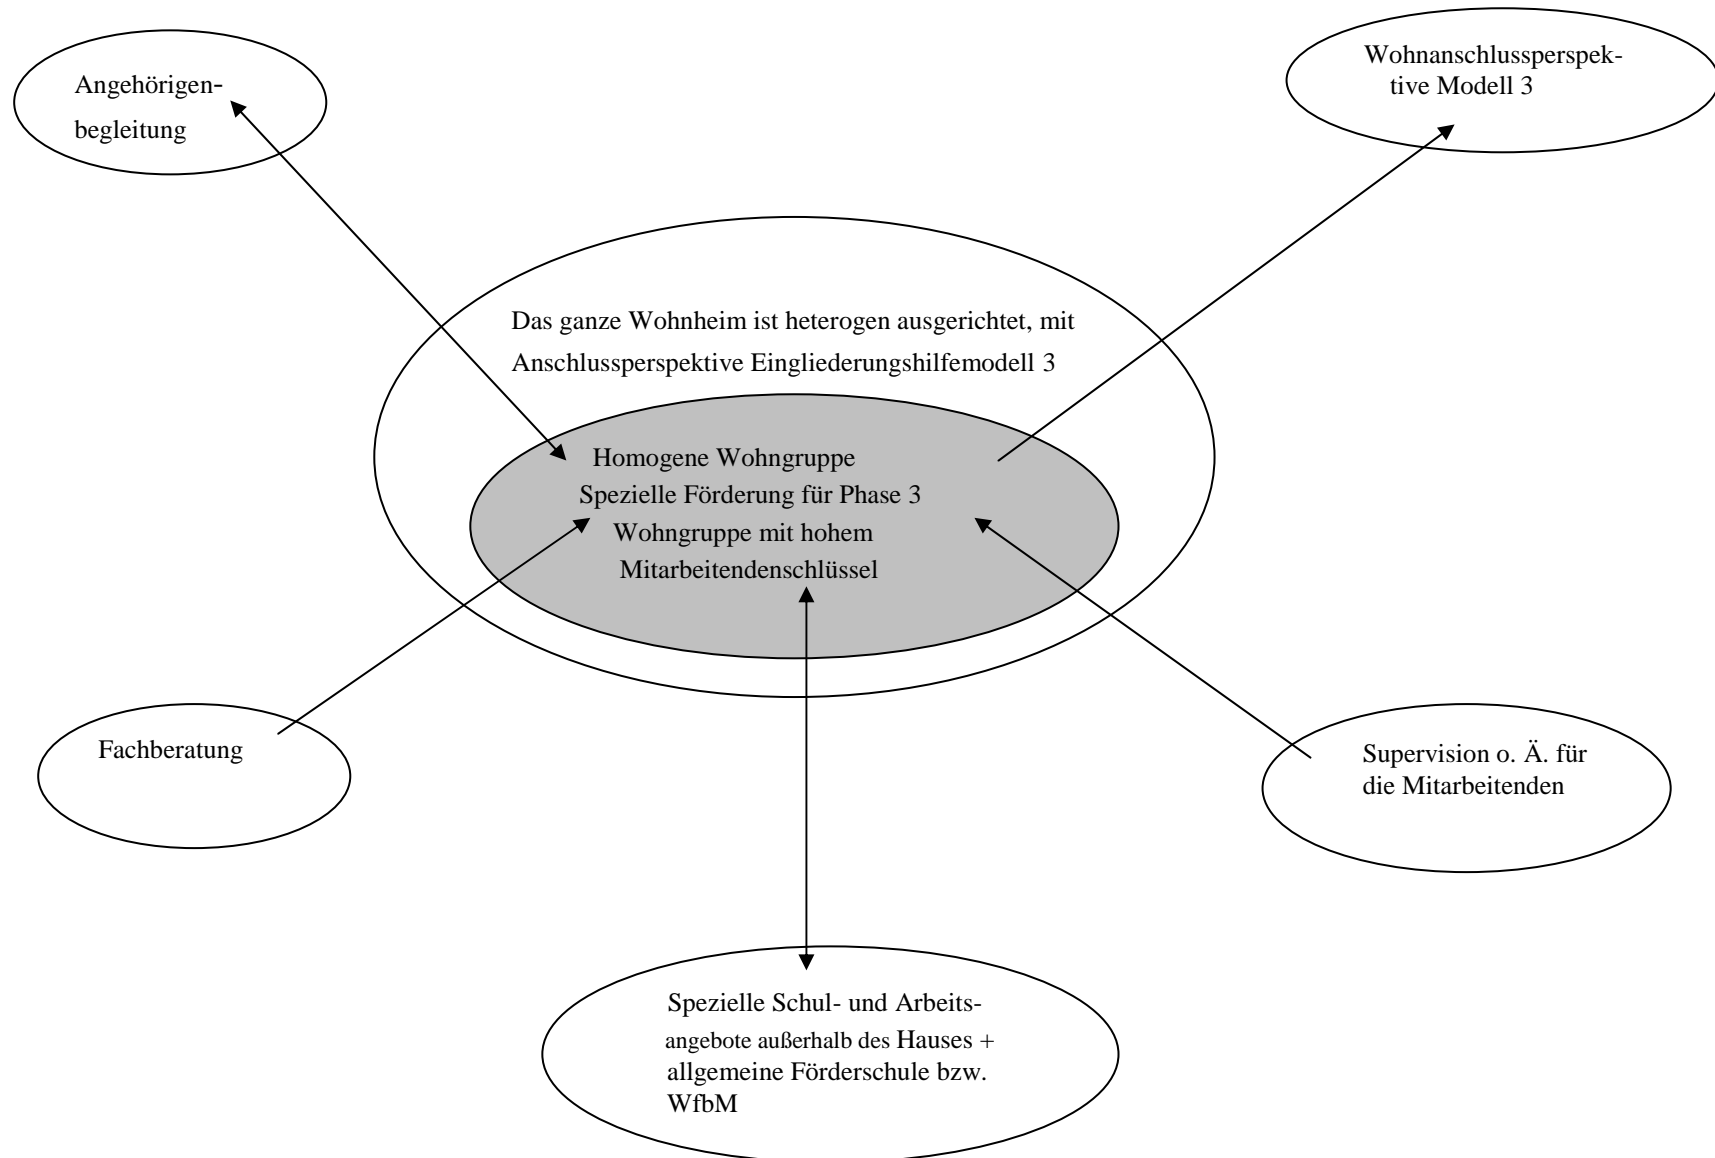 Angehörigen-
begleitung
Wohnanschlussperspek-
tive Modell 3
Das ganze Wohnheim ist heterogen ausgerichtet, mit
Anschlussperspektive Eingliederungshilfemodell 3
Homogene Wohngruppe
Spezielle Förderung für Phase 3
Wohngruppe mit hohem
Mitarbeitendenschlüssel
Fachberatung
Supervision o. Ä. für
die Mitarbeitenden
Spezielle Schul- und Arbeits-
angebote außerhalb des Hauses +
allgemeine Förderschule bzw.
WfbM